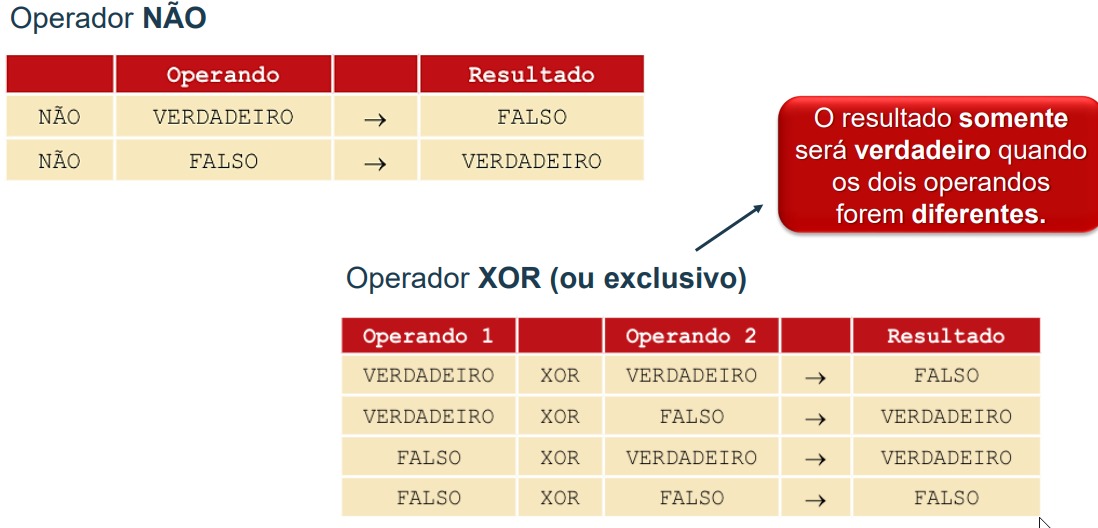 Operador NÃO
Operando Resultado
NÃO VERDADEIRO → FALSO
NÃO FALSO → VERDADEIRO
O resultado somente
será verdadeiro quando
os dois operandos
forem diferentes.
Operador XOR (ou exclusivo)
Operando 1 Operando 2 Resultado
VERDADEIRO XOR VERDADEIRO → FALSO
VERDADEIRO XOR FALSO → VERDADEIRO
FALSO XOR VERDADEIRO → VERDADEIRO
FALSO XOR FALSO → FALSO